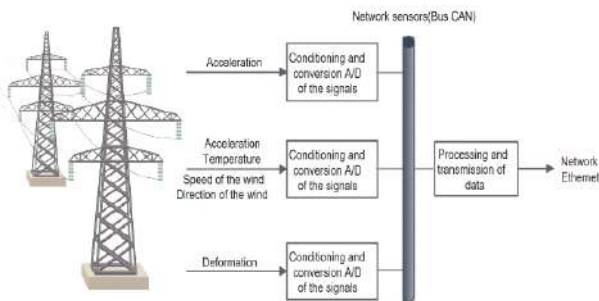 Network sensors(Bus CAN)
Acceleration
Conditioning and
conversion A/D
of the signals
Acceleration
Temperature
Speed of the wind
Direction of the wind
Conditioning and
conversion A/D
of the signals
Processing and
transmission of
data
Network
Ethernet
Deformation
Conditioning and
conversion A/D
of the signals